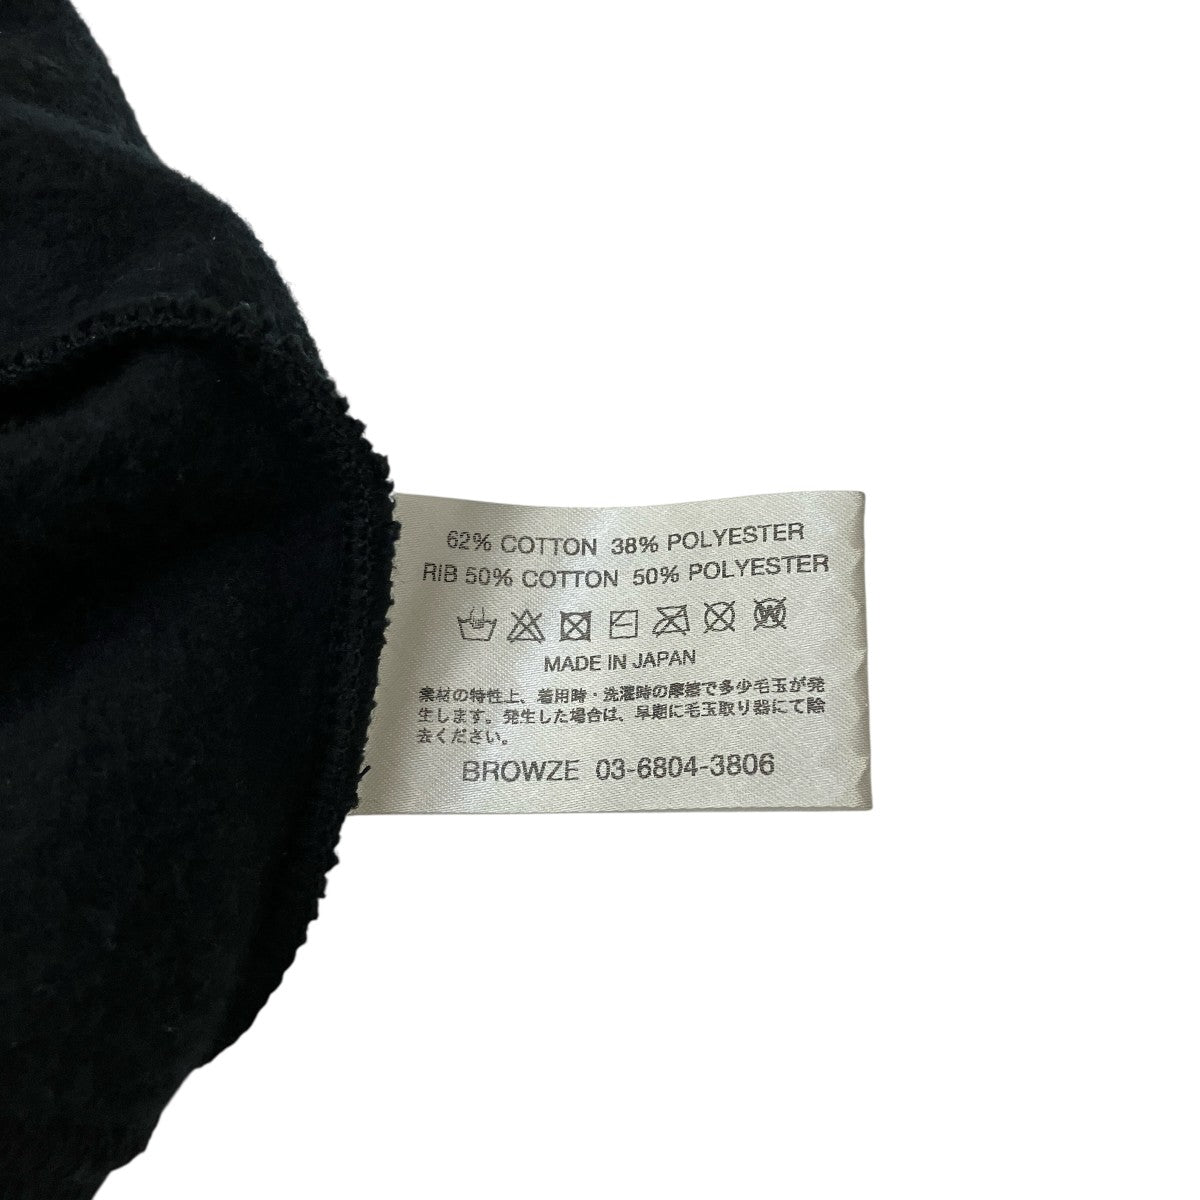 62% COTTON 38% POLYESTER
RIB 50% COTTON 50% POLYESTER
MADE IN JAPAN
素材の特性上、着用時・洗濯時の摩擦で多少毛玉が発
生します。発生した場合は、早期に毛玉取り器にて除
去ください。
BROWZE 03-6804-3806